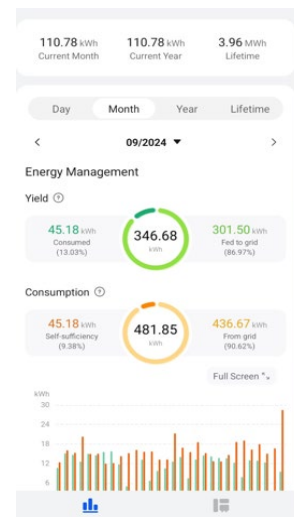 110.78 kWh 110.78 kWh 3.96 MWh
Current Month Current Year Lifetime
Day Month Year Lifetime
< 09/2024 ▼ >
Energy Management
Yield ?
45.18 kWh
Consumed
(13.03%)
346.68
kWh
301.50 kWh
Fed to grid
(86.97%)
Consumption ?
45.18 kWh
Self-sufficiency
(9.38%)
481.85
kWh
436.67 kWh
From grid
(90.62%)
Full Screen
kWh
30
24
18
12
6